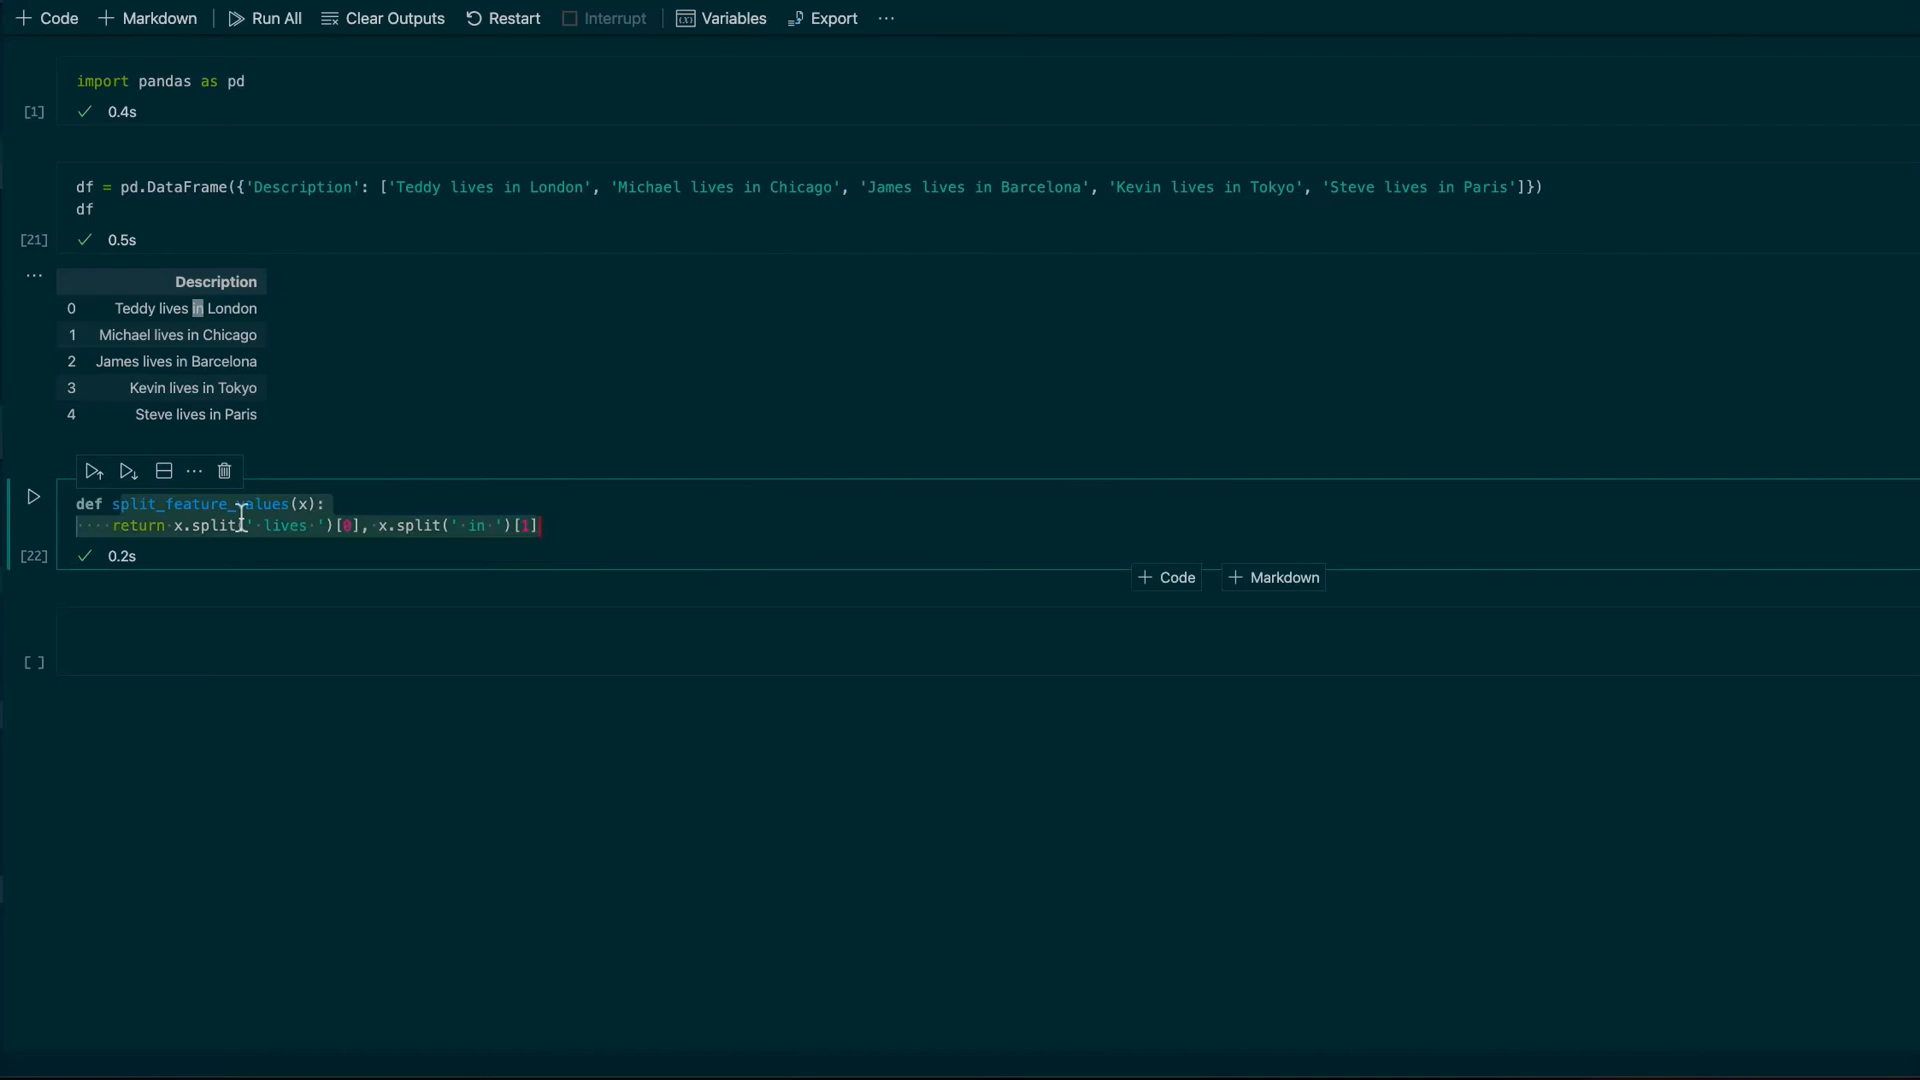 Code Markdown Run All Clear Outputs Restart Interrupt Variables Export ...
import pandas as pd
[1] 0.4s
df = pd.DataFrame({'Description': ['Teddy lives in London', 'Michael lives in Chicago', 'James lives in Barcelona', 'Kevin lives in Tokyo', 'Steve lives in Paris']})
df
[21] 0.5s
... Description
0 Teddy lives in London
1 Michael lives in Chicago
2 James lives in Barcelona
3 Kevin lives in Tokyo
4 Steve lives in Paris
...
def split_feature_values(x):
····return·x.split('·lives·')[0],·x.split('·in·')[1]
[22] 0.2s
Code Markdown
[ ]